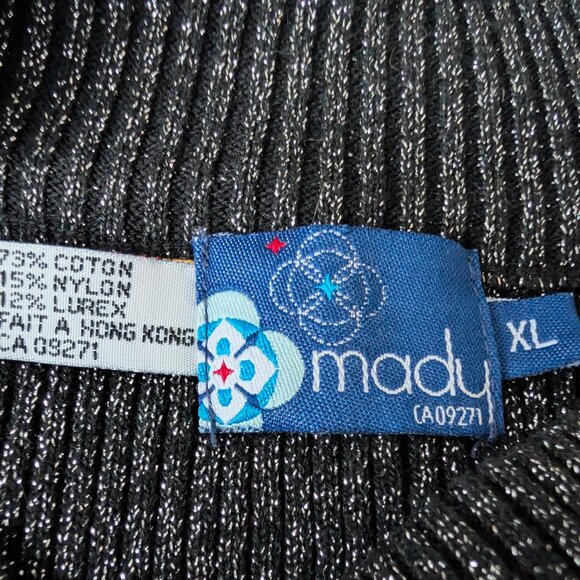 73% COTON
15% NYLON
12% LUREX
FAIT A HONG KONG
CA 09271
mady
CA09271
XL